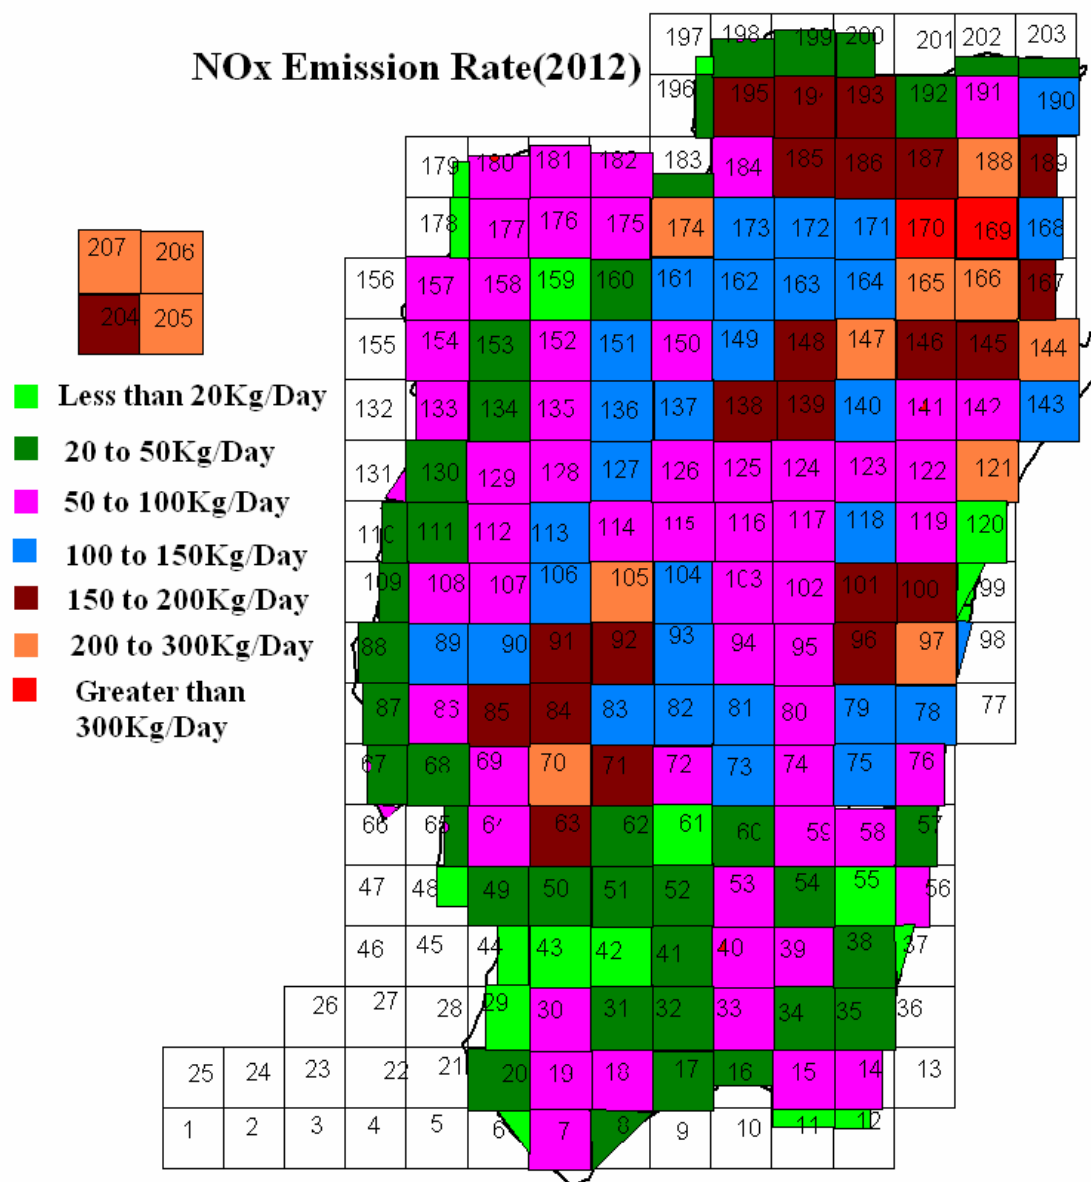 197 198 199 200 201 202 203
NOx Emission Rate(2012)
196 195 193 192 191 190
179 180 181 182 183 184 185 186 187 188 189
178 177 176 175 174 173 172 171 170 169 168
207 206
156 157 158 159 160 161 162 163 164 165 166 167
204 205
155 154 153 152 151 150 149 148 147 146 145 144
Less than 20Kg/Day
132 133 134 135 136 137 138 139 140 141 142 143
20 to 50Kg/Day
131 130 129 128 127 126 125 124 123 122 121
50 to 100Kg/Day
110 111 112 113 114 115 116 117 118 119 120
100 to 150Kg/Day
109 108 107 106 105 104 103 102 101 100 99
150 to 200Kg/Day
88 89 90 91 92 93 94 95 96 97 98
200 to 300Kg/Day
87 86 85 84 83 82 81 80 79 78 77
Greater than
300Kg/Day
67 68 69 70 71 72 73 74 75 76
66 65 63 62 61 60 59 58 57
47 48 49 50 51 52 53 54 55 56
46 45 44 43 42 41 40 39 38 37
26 27 28 29 30 31 32 33 34 35 36
25 24 23 22 21 20 19 18 17 16 15 14 13
1 2 3 4 5 6 7 8 9 10 11 12